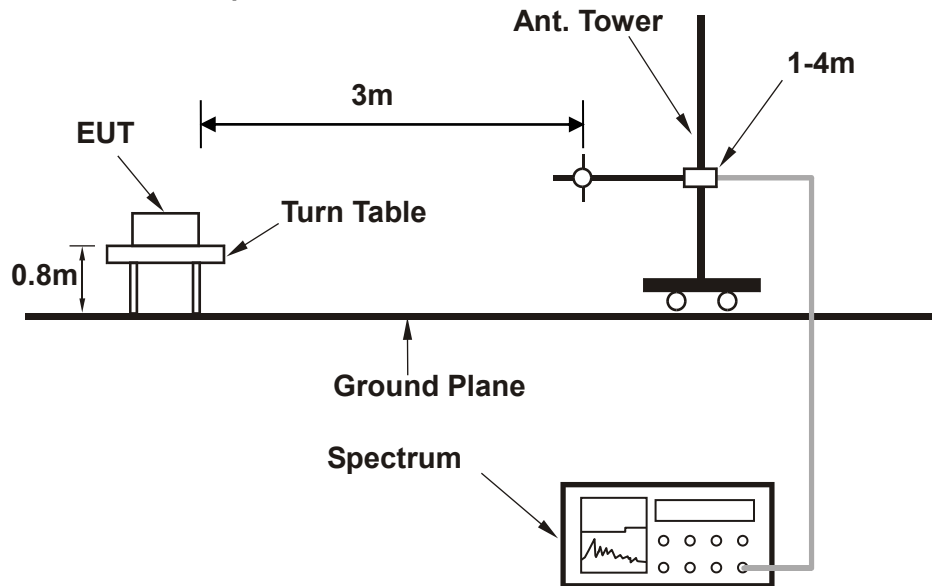 Ant. Tower
1-4m
3m
EUT
Turn Table
0.8m
Ground Plane
Spectrum